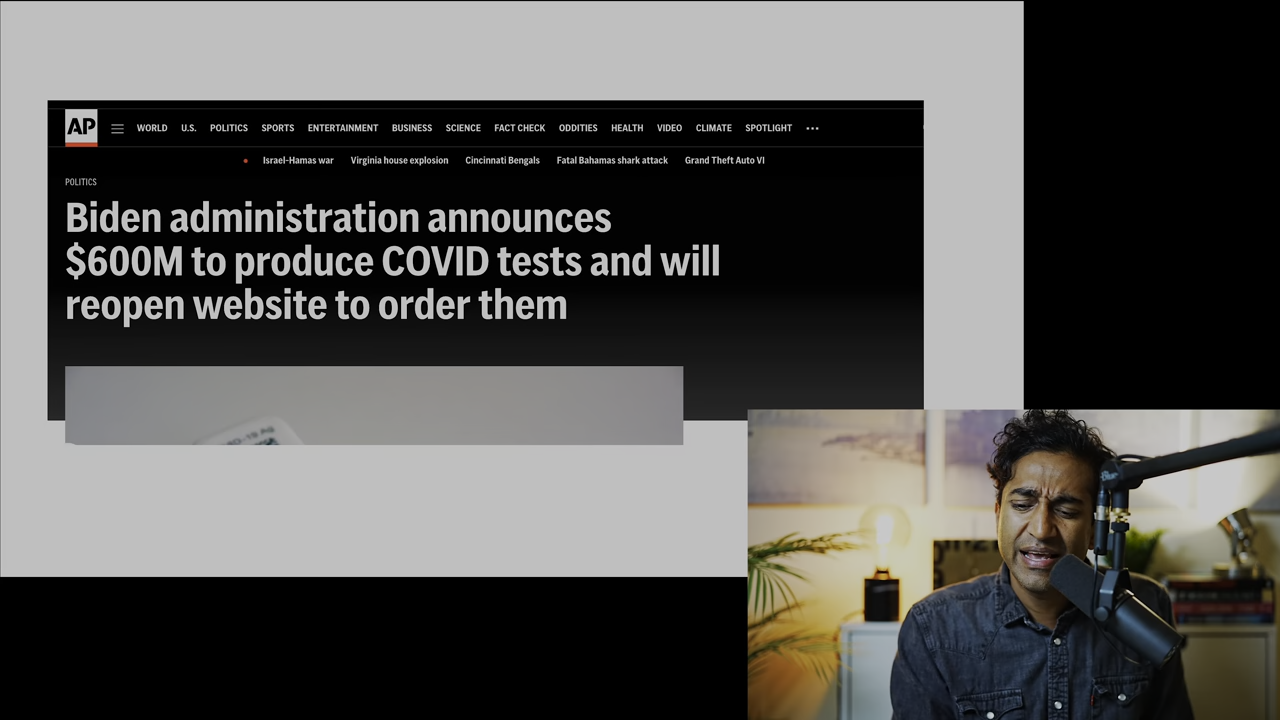 AP
WORLD U.S. POLITICS SPORTS ENTERTAINMENT BUSINESS SCIENCE FACT CHECK ODDITIES HEALTH VIDEO CLIMATE SPOTLIGHT
Israel-Hamas war Virginia house explosion Cincinnati Bengals Fatal Bahamas shark attack Grand Theft Auto VI
POLITICS
Biden administration announces
$600M to produce COVID tests and will
reopen website to order them